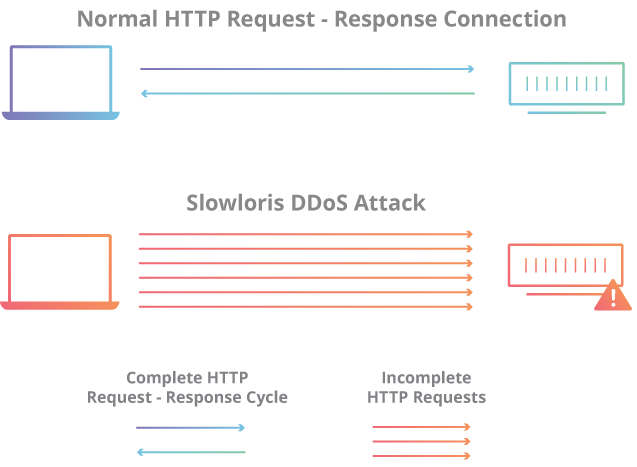 Normal HTTP Request - Response Connection
Slowloris DDoS Attack
Complete HTTP
Request - Response Cycle
Incomplete
HTTP Requests